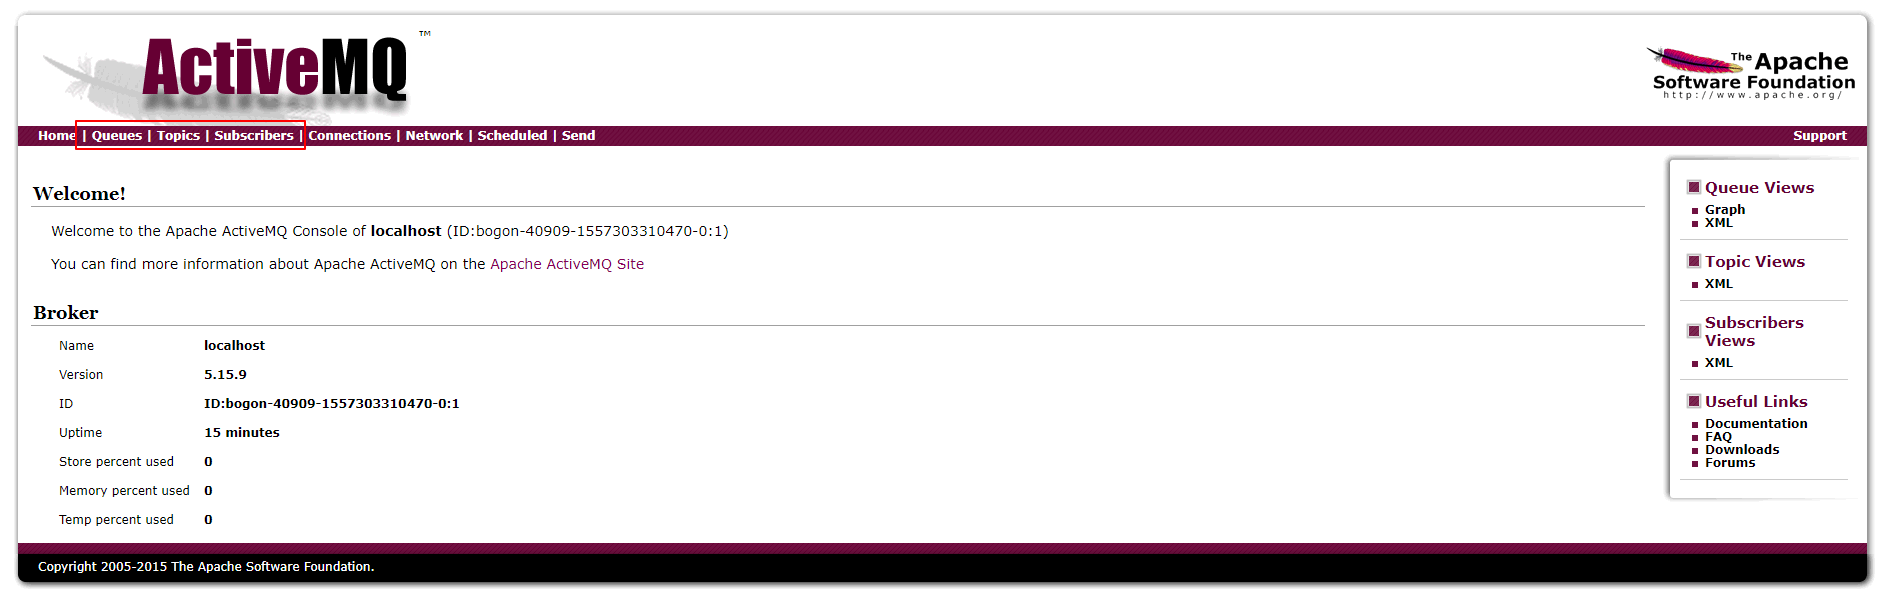 ActiveMQ ™
The Apache
Software Foundation
http://www.apache.org/
Home | Queues | Topics | Subscribers | Connections | Network | Scheduled | Send
Support
Welcome!
Welcome to the Apache ActiveMQ Console of localhost (ID:bogon-40909-1557303310470-0:1)
You can find more information about Apache ActiveMQ on the Apache ActiveMQ Site
Broker
Name localhost
Version 5.15.9
ID ID:bogon-40909-1557303310470-0:1
Uptime 15 minutes
Store percent used 0
Memory percent used 0
Temp percent used 0
Queue Views
Graph
XML
Topic Views
XML
Subscribers
Views
XML
Useful Links
Documentation
FAQ
Downloads
Forums
Copyright 2005-2015 The Apache Software Foundation.